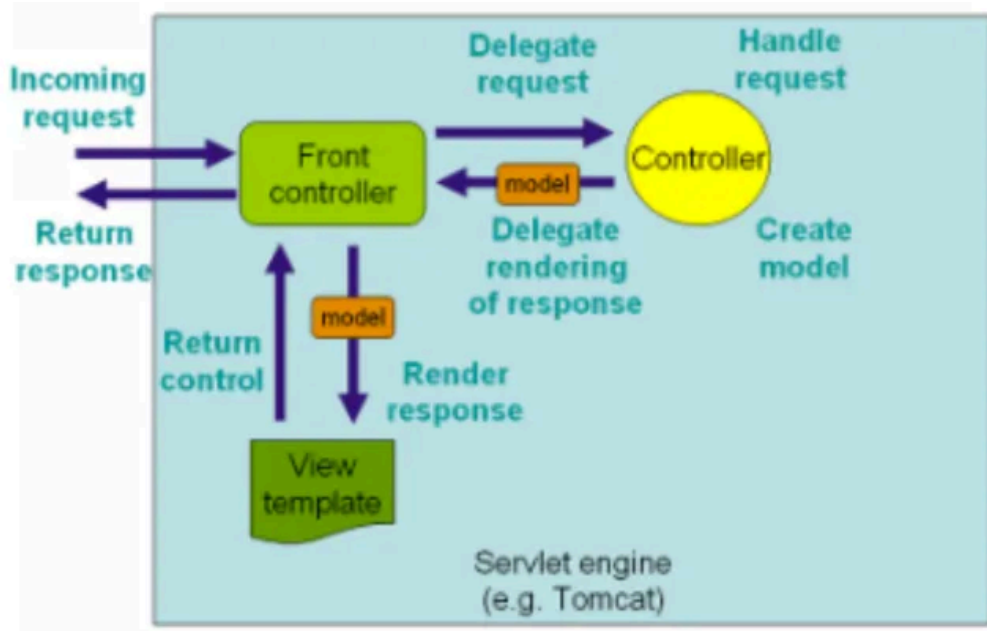 Incoming
request
Delegate
request
Handle
request
Front
controller
Controller
model
Return
response
Delegate
rendering
of response
Create
model
model
Return
control
Render
response
View
template
Servlet engine
(e.g. Tomcat)